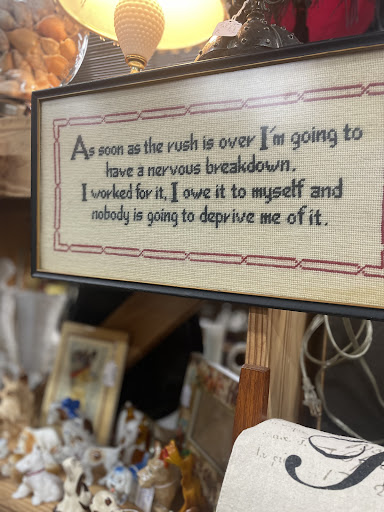 As soon as the rush is over I'm going to
have a nervous breakdown.
I worked for it, I owe it to myself and
nobody is going to deprive me of it.